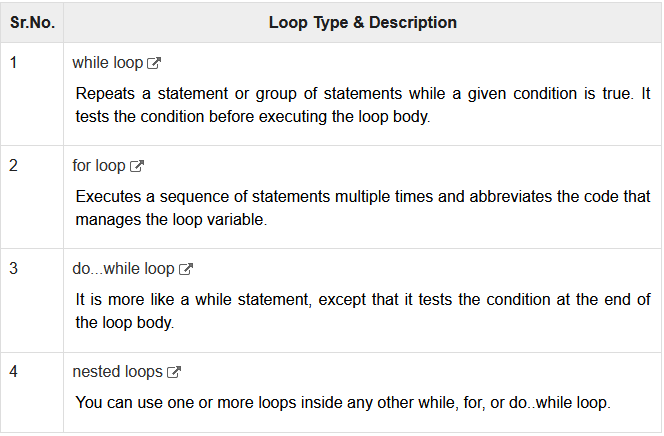 Sr.No. Loop Type & Description
1 while loop
Repeats a statement or group of statements while a given condition is true. It
tests the condition before executing the loop body.
2 for loop
Executes a sequence of statements multiple times and abbreviates the code that
manages the loop variable.
3 do...while loop
It is more like a while statement, except that it tests the condition at the end of
the loop body.
4 nested loops
You can use one or more loops inside any other while, for, or do..while loop.